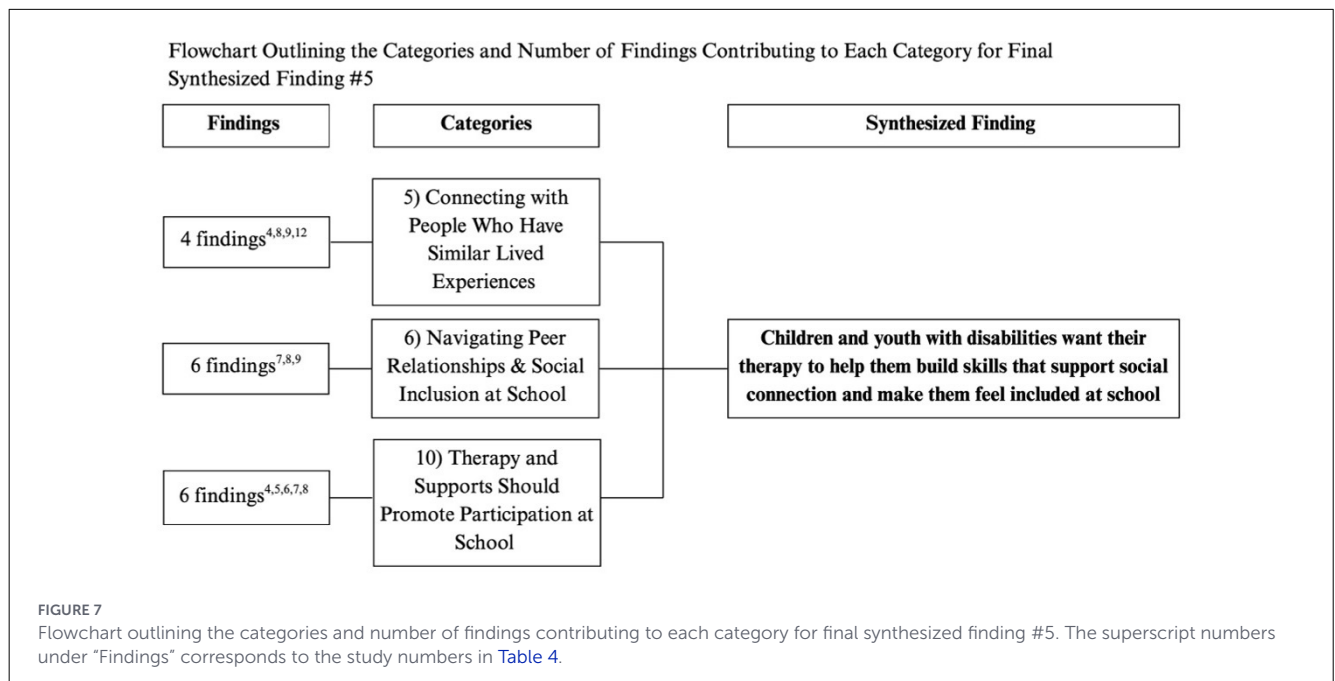 Flowchart Outlining the Categories and Number of Findings Contributing to Each Category for Final
Synthesized Finding #5
Findings
Categories
Synthesized Finding
4 findings4,8,9,12
5) Connecting with
People Who Have
Similar Lived
Experiences
6 findings7,8,9
6) Navigating Peer
Relationships & Social
Inclusion at School
Children and youth with disabilities want their
therapy to help them build skills that support social
connection and make them feel included at school
6 findings4,5,6,7,8
10) Therapy and
Supports Should
Promote Participation at
School
FIGURE 7
Flowchart outlining the categories and number of findings contributing to each category for final synthesized finding #5. The superscript numbers
under “Findings” corresponds to the study numbers in Table 4.